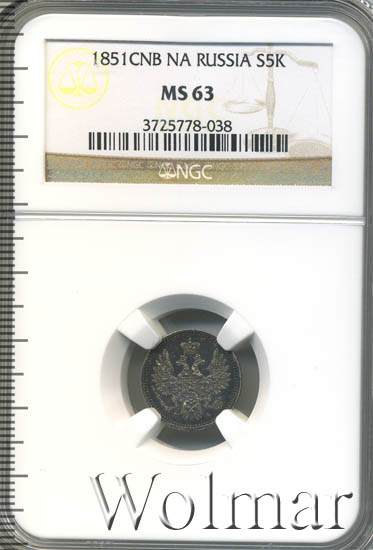 1851CNB NA RUSSIA S5K
MS 63
3725778-038
NGC
Wolmar